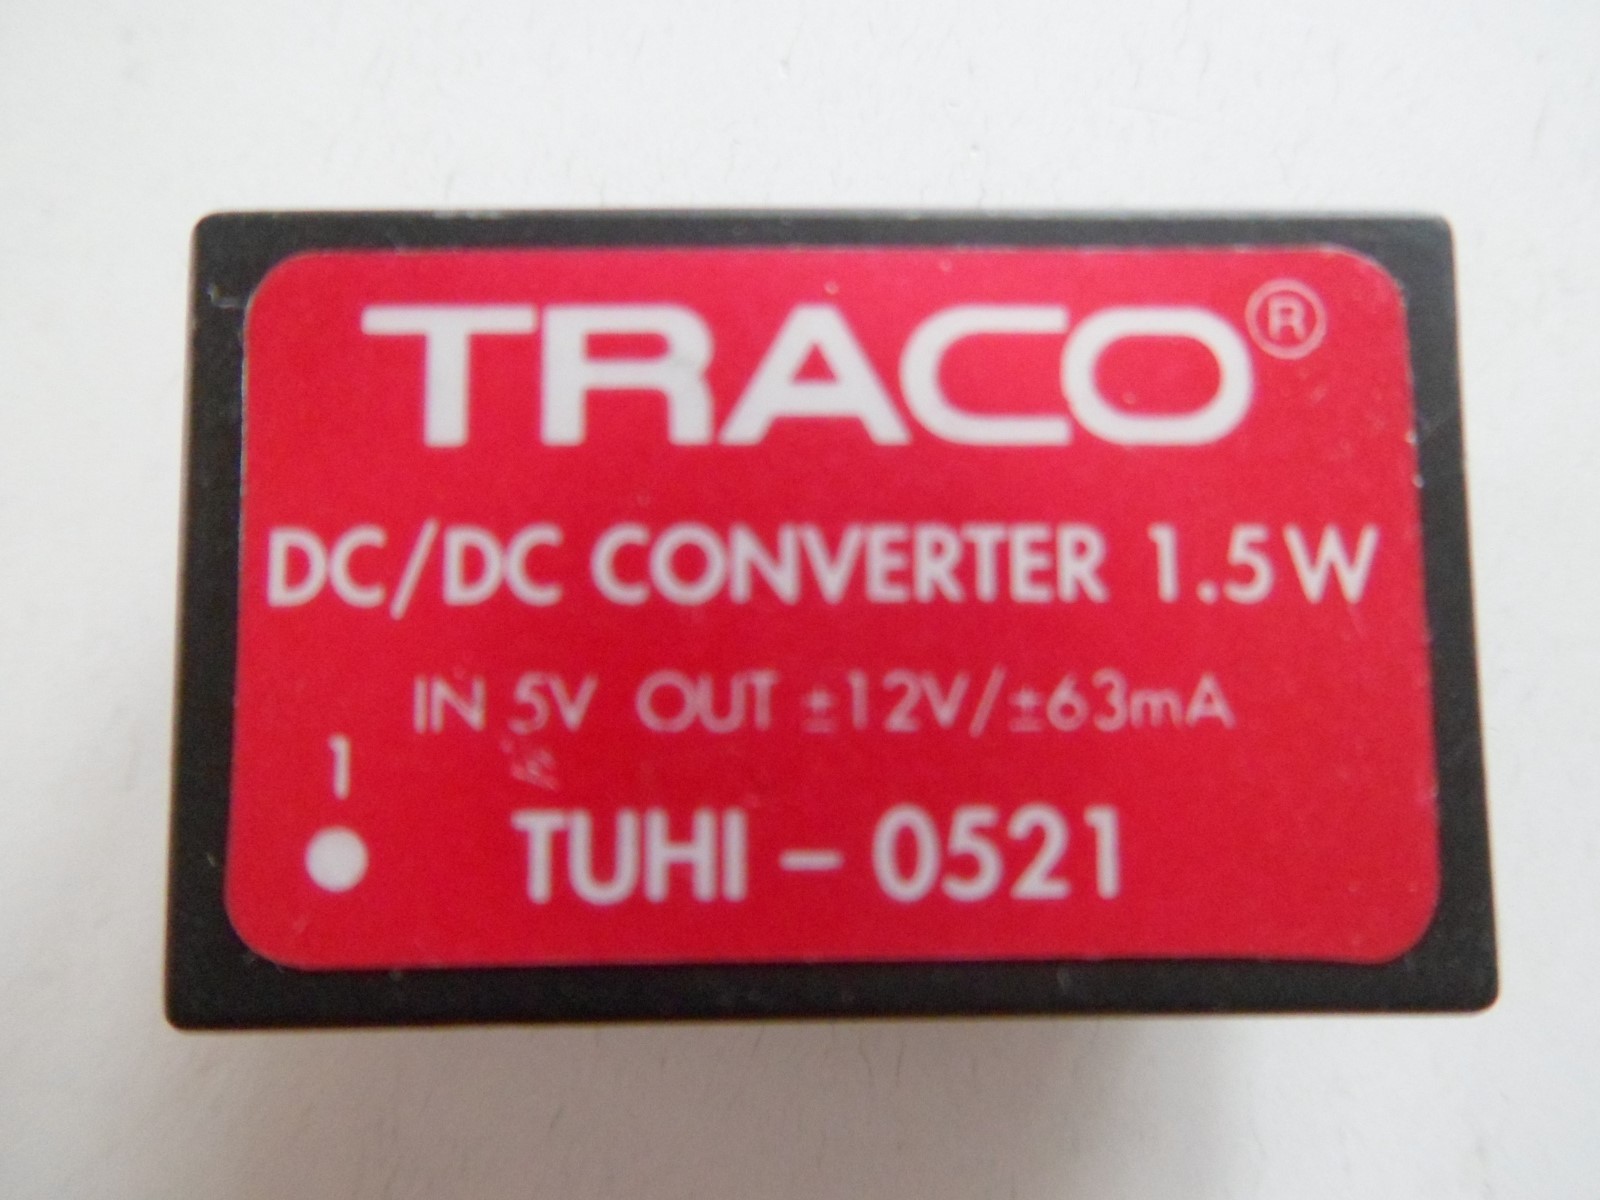 TRACO®
DC/DC CONVERTER 1.5W
IN 5V OUT ±12V/±63mA
1
TUHI – 0521